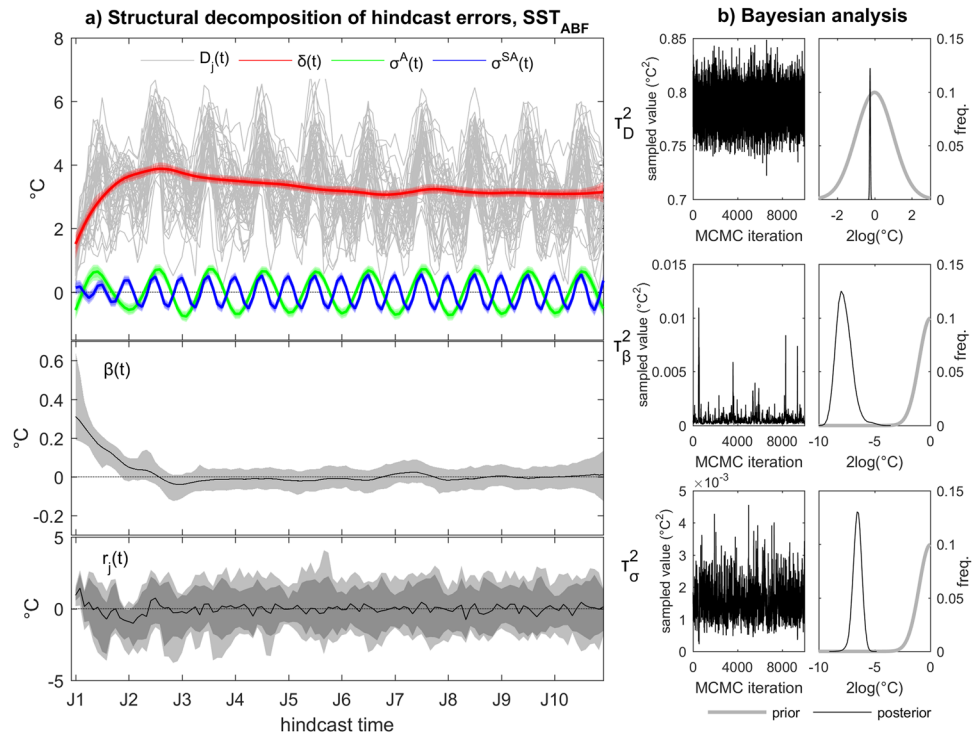 a) Structural decomposition of hindcast errors, SST_ABF
D_j(t) δ(t) σ^A(t) σ^SA(t)
8
6
4
2
0
°C
β(t)
0.6
0.4
0.2
0
-0.2
°C
r_j(t)
5
0
-5
°C
J1 J2 J3 J4 J5 J6 J7 J8 J9 J10
hindcast time
b) Bayesian analysis
T_D^2
sampled value (°C²)
0.85
0.8
0.75
0.7
0 4000 8000
MCMC iteration
0.15
0.1
0.05
0
freq.
-2 0 2
2log(°C)
T_β^2
sampled value (°C²)
0.015
0.01
0.005
0
0 4000 8000
MCMC iteration
0.15
0.1
0.05
0
freq.
-10 -5 0
2log(°C)
T_σ^2
sampled value (°C²)
× 10^-3
5
4
3
2
1
0
0 4000 8000
MCMC iteration
0.15
0.1
0.05
0
freq.
-10 -5 0
2log(°C)
prior posterior